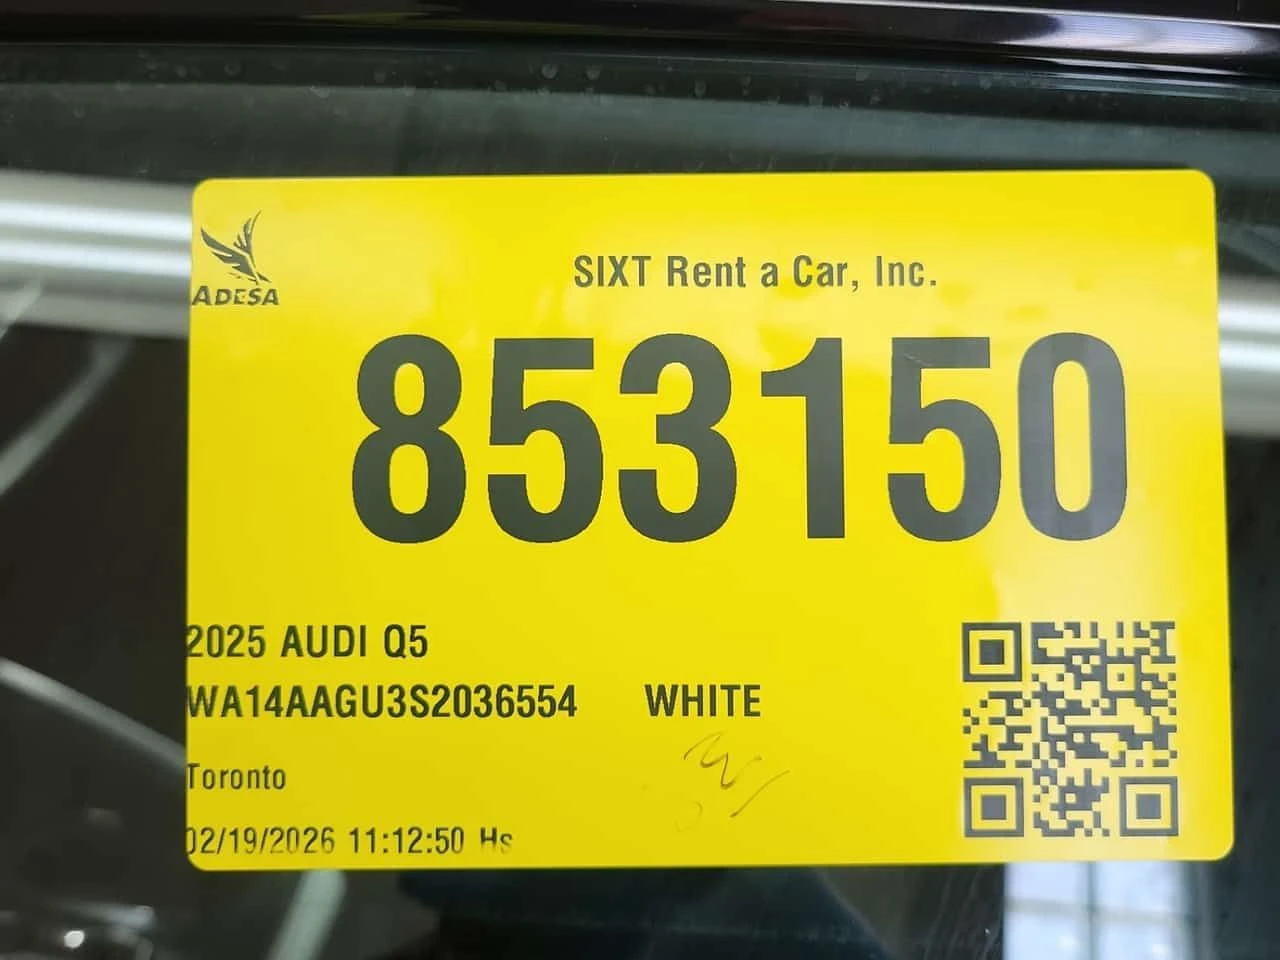 ADESA
SIXT Rent a Car, Inc.
853150
2025 AUDI Q5
WA14AAGU3S2036554 WHITE
Toronto
02/19/2026 11:12:50 Hs